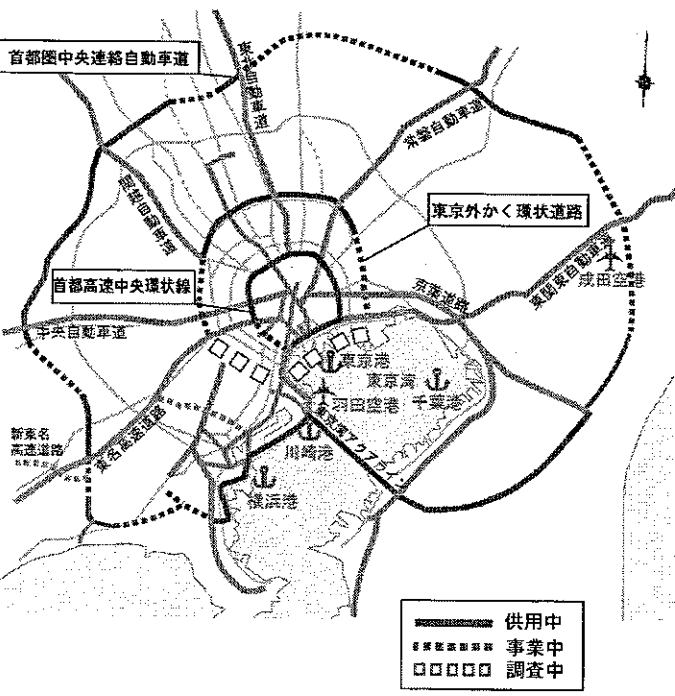 首都圏中央連絡自動車道
東北自動車道
常磐自動車道
関越自動車道
東京外かく環状道路
首都高速中央環状線
京葉道路
東関東自動車道
成田空港
中央自動車道
東京港
東京湾
羽田空港
千葉港
東京湾アクアライン
新東名
高速道路
東名高速道路
川崎港
横浜港
供用中
事業中
調査中